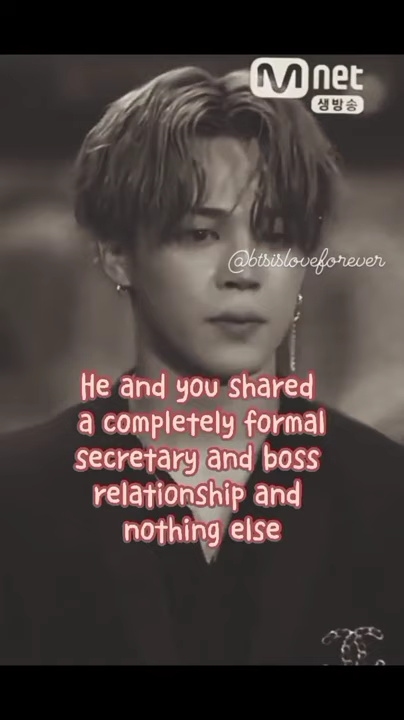 Mnet
생방송
@btsisloveforever
He and you shared
a completely formal
secretary and boss
relationship and
nothing else